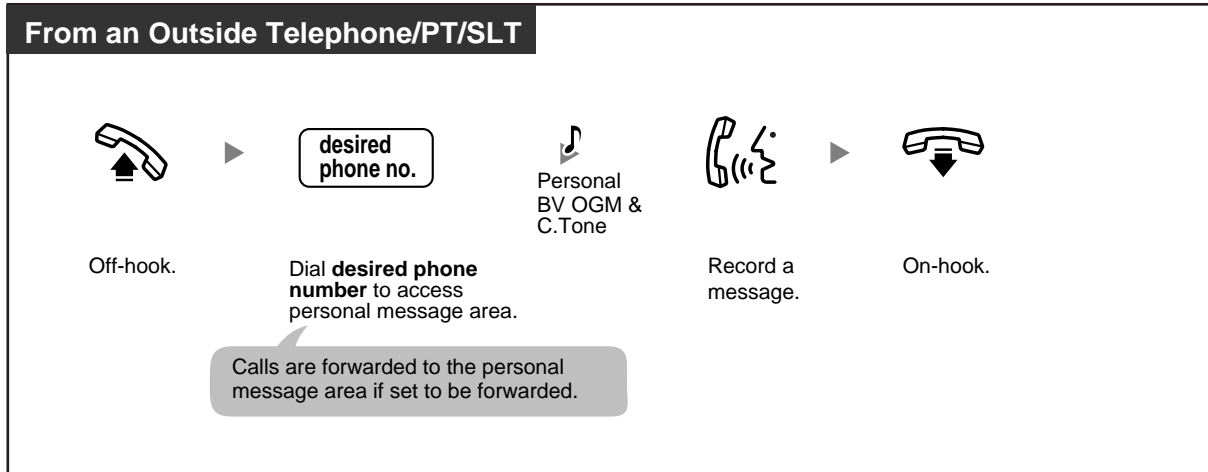 From an Outside Telephone/PT/SLT
desired
phone no.
Personal
BV OGM &
C.Tone
Off-hook.
Dial desired phone
number to access
personal message area.
Record a
message.
On-hook.
Calls are forwarded to the personal
message area if set to be forwarded.